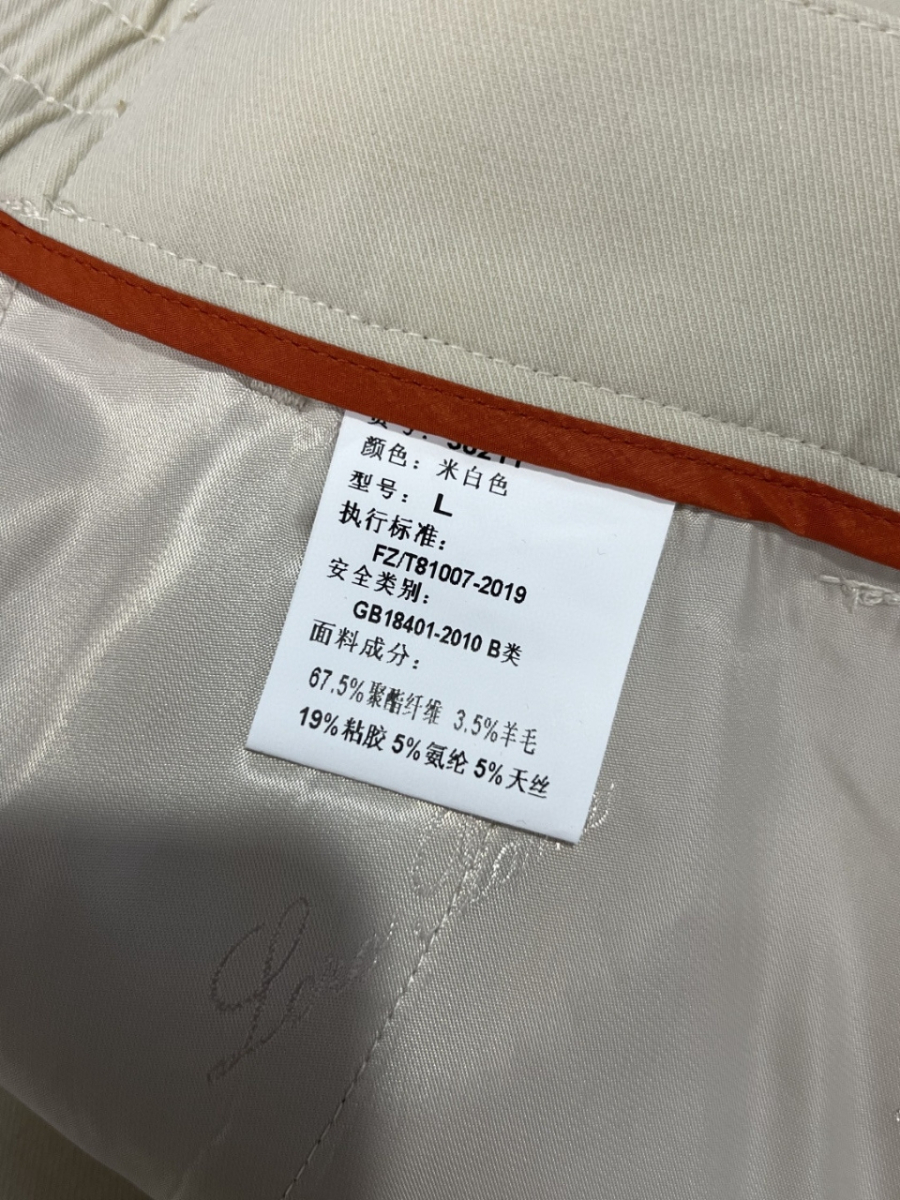 颜色：米白色
型号：L
执行标准：
FZ/T81007-2019
安全类别：
GB18401-2010 B类
面料成分：
67.5%聚酯纤维 3.5%羊毛
19%粘胶 5%氨纶 5%天丝